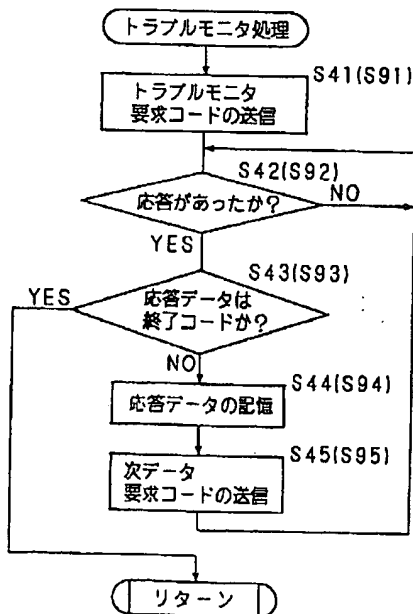 トラブルモニタ処理
S41(S91)
トラブルモニタ
要求コードの送信
S42(S92)
応答があったか?
NO
YES
S43(S93)
YES
応答データは
終了コードか?
NO
S44(S94)
応答データの記憶
S45(S95)
次データ
要求コードの送信
リターン